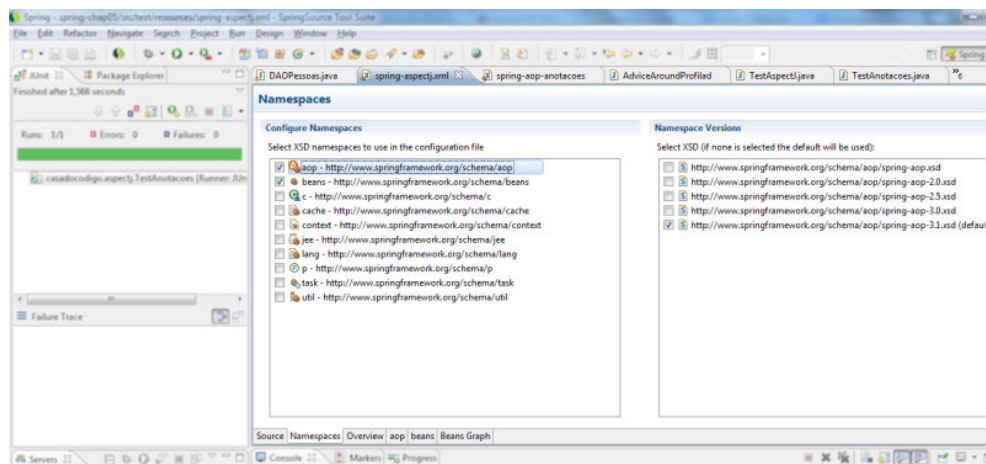 Spring - spring-chap05/src/test/resources/spring-aspectj.xml - SpringSource Tool Suite
File Edit Refactor Navigate Search Project Run Design Window Help
Spring
JUnit Package Explorer
DAOPessoas.java spring-aspectj.xml spring-aop-anotacoes AdviceAroundProfilad TestAspectJ.java TestAnotacoes.java »6
Finished after 1,568 seconds
Runs: 1/1 Errors: 0 Failures: 0
casadocodigo.aspectj.TestAnotacoes [Runner: JUn
Failure Trace
Namespaces
Configure Namespaces
Select XSD namespaces to use in the configuration file
aop - http://www.springframework.org/schema/aop
beans - http://www.springframework.org/schema/beans
c - http://www.springframework.org/schema/c
cache - http://www.springframework.org/schema/cache
context - http://www.springframework.org/schema/context
jee - http://www.springframework.org/schema/jee
lang - http://www.springframework.org/schema/lang
p - http://www.springframework.org/schema/p
task - http://www.springframework.org/schema/task
util - http://www.springframework.org/schema/util
Namespace Versions
Select XSD (if none is selected the default will be used):
http://www.springframework.org/schema/aop/spring-aop.xsd
http://www.springframework.org/schema/aop/spring-aop-2.0.xsd
http://www.springframework.org/schema/aop/spring-aop-2.5.xsd
http://www.springframework.org/schema/aop/spring-aop-3.0.xsd
http://www.springframework.org/schema/aop/spring-aop-3.1.xsd (defau
Source Namespaces Overview aop beans Beans Graph
Servers
Console Markers Progress